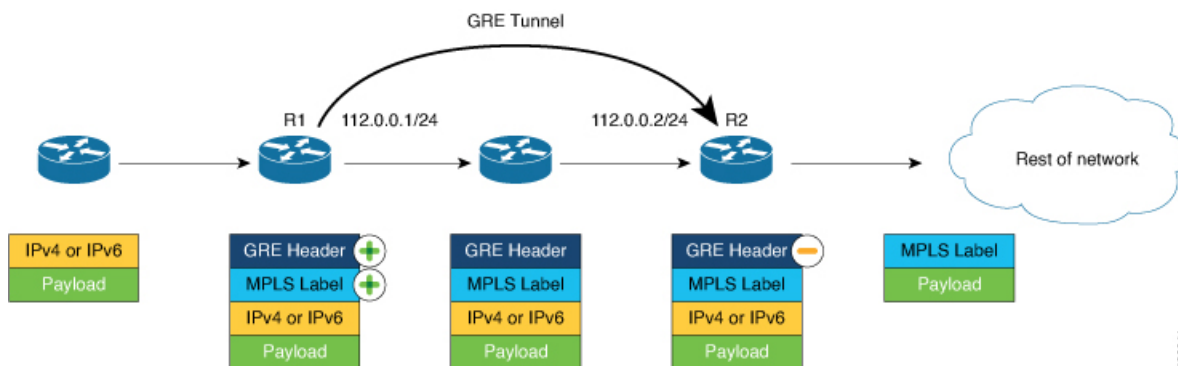 GRE Tunnel
R1
112.0.0.1/24
112.0.0.2/24
R2
Rest of network
IPv4 or IPv6
Payload
GRE Header
MPLS Label
IPv4 or IPv6
Payload
GRE Header
MPLS Label
IPv4 or IPv6
Payload
GRE Header
MPLS Label
IPv4 or IPv6
Payload
MPLS Label
Payload